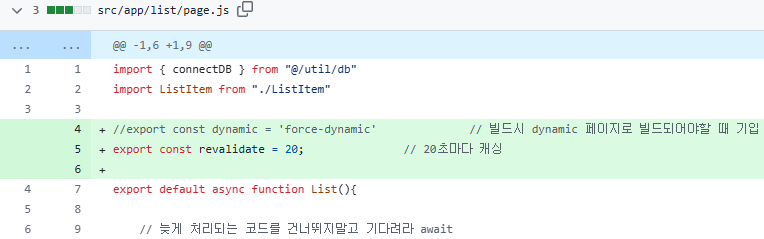 3 src/app/list/page.js
... ... @@ -1,6 +1,9 @@
1 1 import { connectDB } from "@/util/db"
2 2 import ListItem from "./ListItem"
3 3
4 + //export const dynamic = 'force-dynamic' // 빌드시 dynamic 페이지로 빌드되어야할 때 기입
5 + export const revalidate = 20; // 20초마다 캐싱
6 +
4 7 export default async function List(){
5 8
6 9 // 늦게 처리되는 코드를 건너뛰지말고 기다려라 await